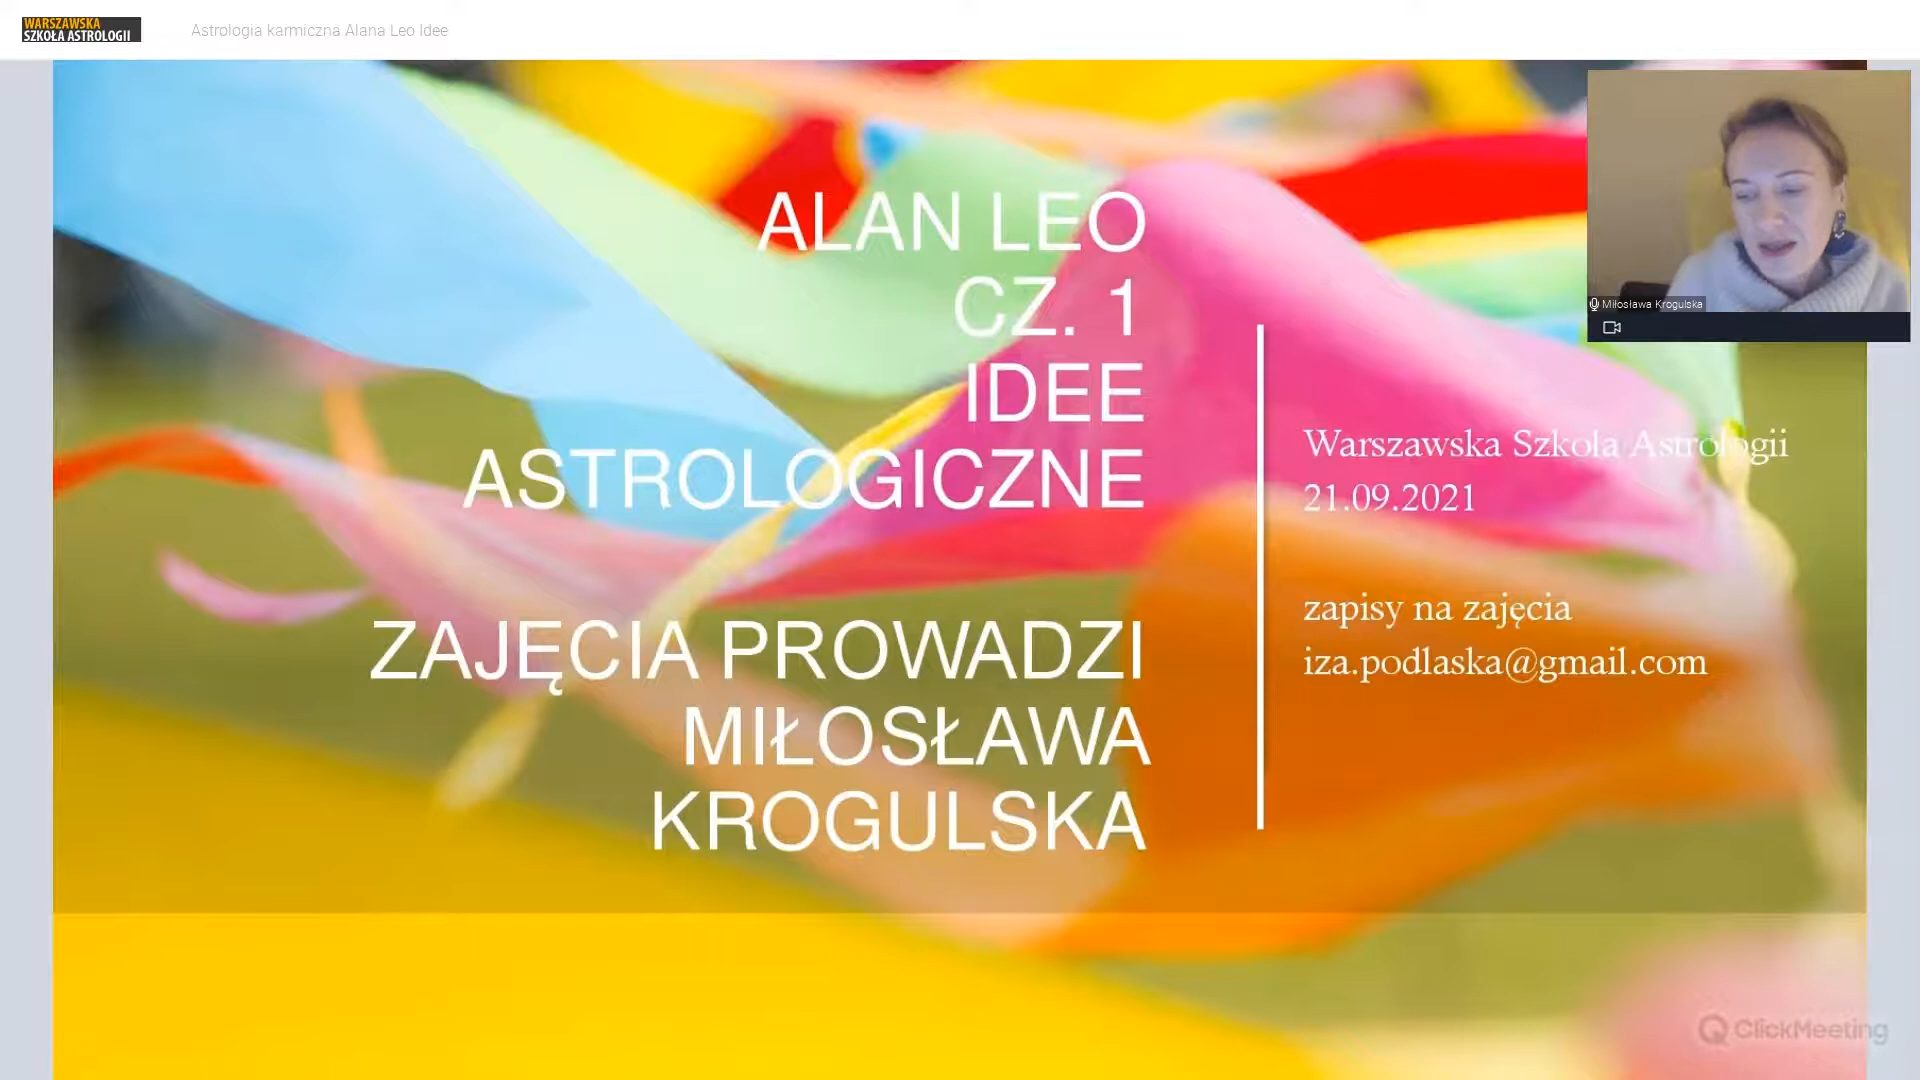 WARSZAWSKA
SZKOŁA ASTROLOGII
Astrologia karmiczna Alana Leo Idee
ALAN LEO
CZ. 1
IDEE
ASTROLOGICZNE
ZAJĘCIA PROWADZI
MIŁOSŁAWA
KROGULSKA
Warszawska Szkoła Astrologii
21.09.2021
zapisy na zajęcia
iza.podlaska@gmail.com
Miłosława Krogulska
ClickMeeting